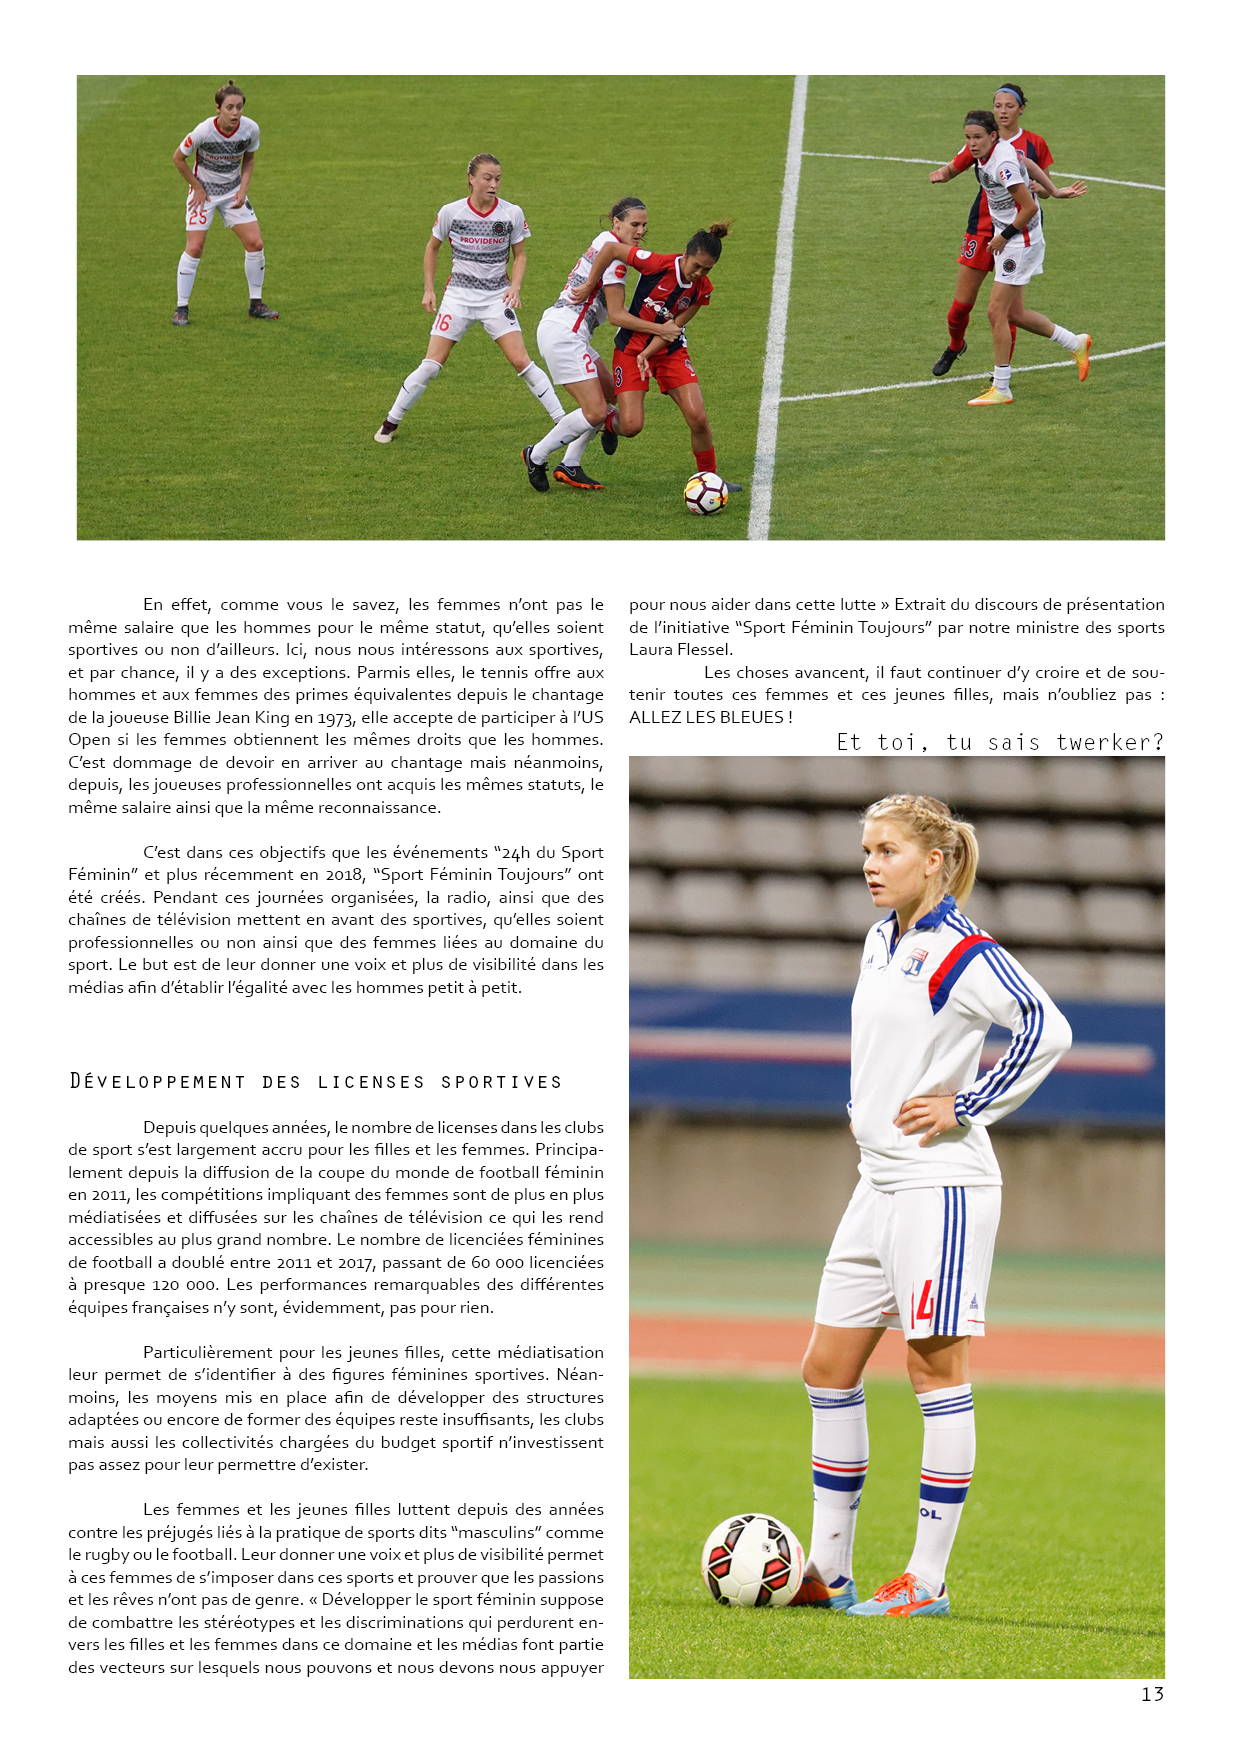 PROVIDENCE
25
PROVIDENCE
Health & Services
16
2
3
3
En effet, comme vous le savez, les femmes n’ont pas le
même salaire que les hommes pour le même statut, qu’elles soient
sportives ou non d’ailleurs. Ici, nous nous intéressons aux sportives,
et par chance, il y a des exceptions. Parmis elles, le tennis offre aux
hommes et aux femmes des primes équivalentes depuis le chantage
de la joueuse Billie Jean King en 1973, elle accepte de participer à l’US
Open si les femmes obtiennent les mêmes droits que les hommes.
C’est dommage de devoir en arriver au chantage mais néanmoins,
depuis, les joueuses professionnelles ont acquis les mêmes statuts, le
même salaire ainsi que la même reconnaissance.
C’est dans ces objectifs que les événements “24h du Sport
Féminin” et plus récemment en 2018, “Sport Féminin Toujours” ont
été créés. Pendant ces journées organisées, la radio, ainsi que des
chaînes de télévision mettent en avant des sportives, qu’elles soient
professionnelles ou non ainsi que des femmes liées au domaine du
sport. Le but est de leur donner une voix et plus de visibilité dans les
médias afin d’établir l’égalité avec les hommes petit à petit.
Développement des licenses sportives
Depuis quelques années, le nombre de licenses dans les clubs
de sport s’est largement accru pour les filles et les femmes. Principa-
lement depuis la diffusion de la coupe du monde de football féminin
en 2011, les compétitions impliquant des femmes sont de plus en plus
médiatisées et diffusées sur les chaînes de télévision ce qui les rend
accessibles au plus grand nombre. Le nombre de licenciées féminines
de football a doublé entre 2011 et 2017, passant de 60 000 licenciées
à presque 120 000. Les performances remarquables des différentes
équipes françaises n’y sont, évidemment, pas pour rien.
Particulièrement pour les jeunes filles, cette médiatisation
leur permet de s’identifier à des figures féminines sportives. Néan-
moins, les moyens mis en place afin de développer des structures
adaptées ou encore de former des équipes reste insuffisants, les clubs
mais aussi les collectivités chargées du budget sportif n’investissent
pas assez pour leur permettre d’exister.
Les femmes et les jeunes filles luttent depuis des années
contre les préjugés liés à la pratique de sports dits “masculins” comme
le rugby ou le football. Leur donner une voix et plus de visibilité permet
à ces femmes de s’imposer dans ces sports et prouver que les passions
et les rêves n’ont pas de genre. « Développer le sport féminin suppose
de combattre les stéréotypes et les discriminations qui perdurent en-
vers les filles et les femmes dans ce domaine et les médias font partie
des vecteurs sur lesquels nous pouvons et nous devons nous appuyer
pour nous aider dans cette lutte » Extrait du discours de présentation
de l’initiative “Sport Féminin Toujours” par notre ministre des sports
Laura Flessel.
Les choses avancent, il faut continuer d’y croire et de sou-
tenir toutes ces femmes et ces jeunes filles, mais n’oubliez pas :
ALLEZ LES BLEUES !
Et toi, tu sais twerker?
OL
14
OL
13